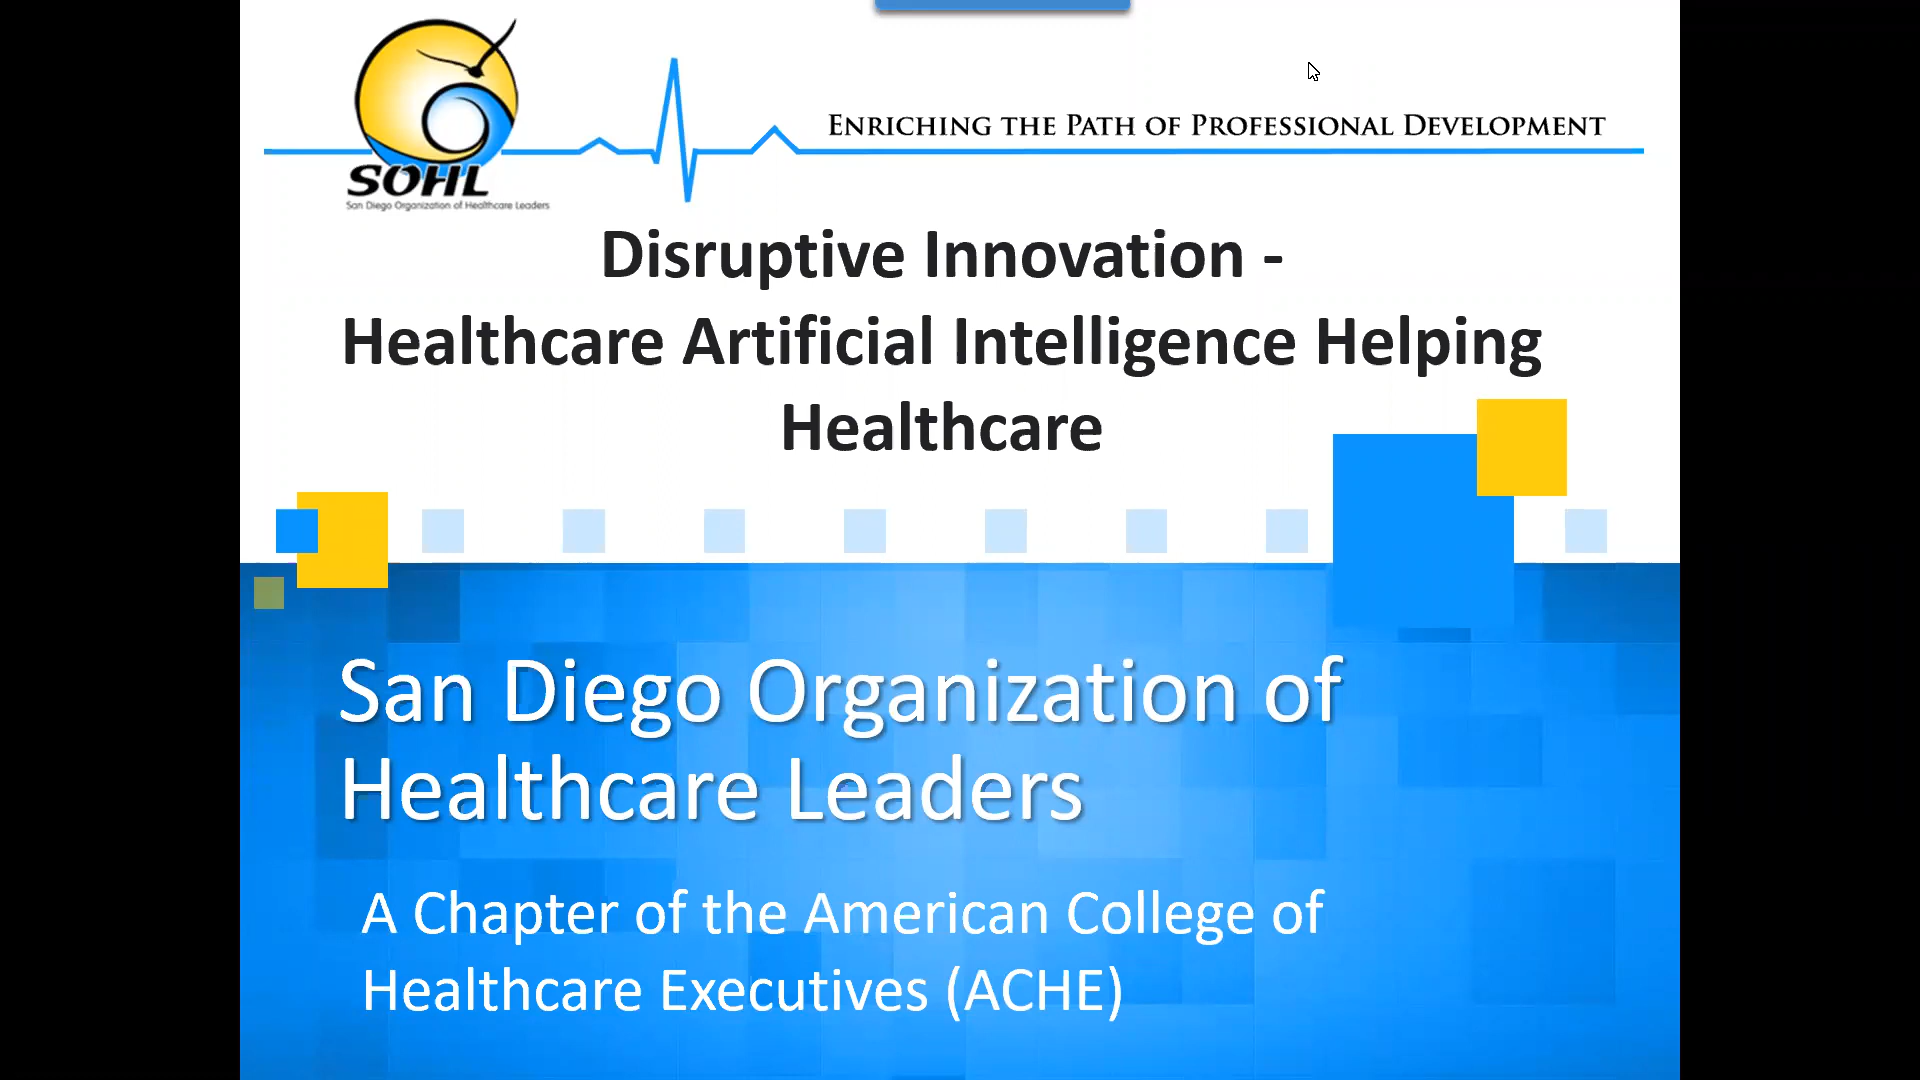 ENRICHING THE PATH OF PROFESSIONAL DEVELOPMENT
SOHL
San Diego Organization of Healthcare Leaders
Disruptive Innovation -
Healthcare Artificial Intelligence Helping
Healthcare
San Diego Organization of
Healthcare Leaders
A Chapter of the American College of
Healthcare Executives (ACHE)